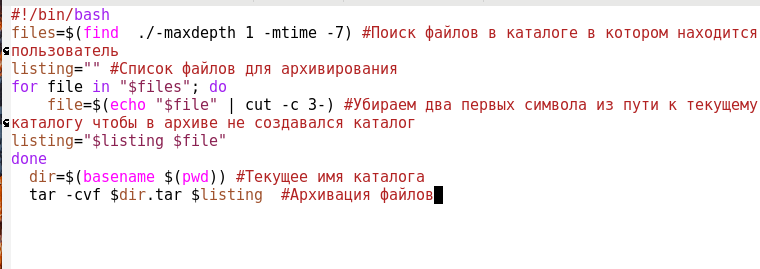 #!/bin/bash
files=$(find  ./-maxdepth 1 -mtime -7) #Поиск файлов в каталоге в котором находится
пользователь
listing="" #Список файлов для архивирования
for file in "$files"; do
    file=$(echo "$file" | cut -c 3-) #Убираем два первых символа из пути к текущему
каталогу чтобы в архиве не создавался каталог
listing="$listing $file"
done
  dir=$(basename $(pwd)) #Текущее имя каталога
  tar -cvf $dir.tar $listing  #Архивация файлов